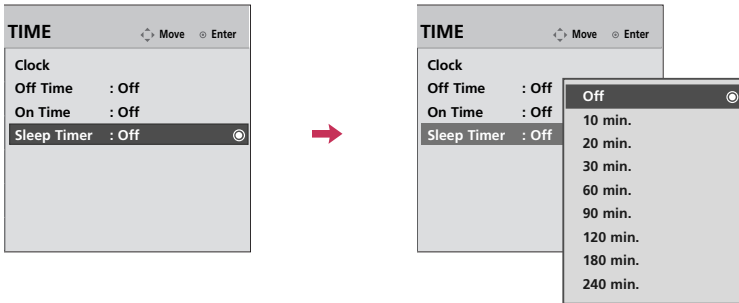 TIME Move Enter
Clock
Off Time : Off
On Time : Off
Sleep Timer : Off
TIME Move Enter
Clock
Off Time : Off
On Time : Off
Sleep Timer : Off
Off
10 min.
20 min.
30 min.
60 min.
90 min.
120 min.
180 min.
240 min.